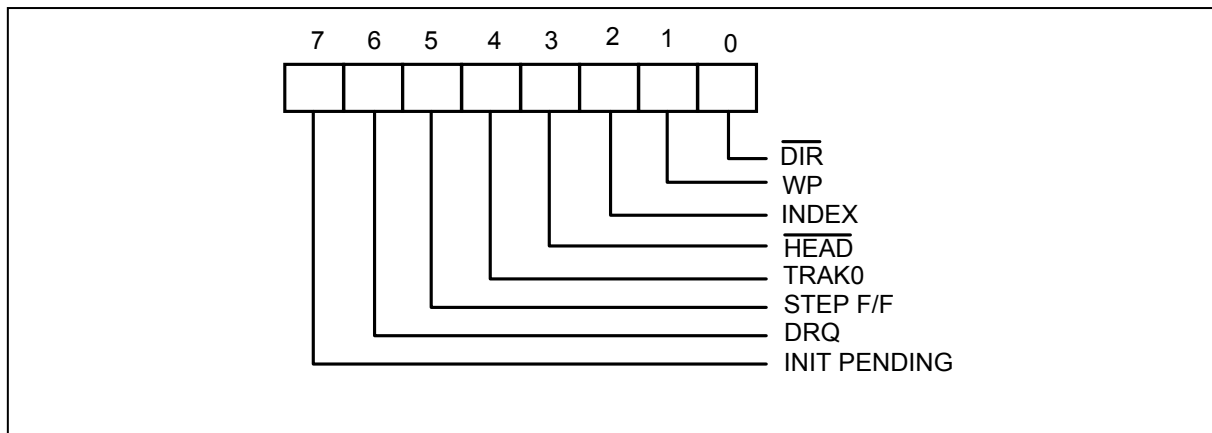 7 6 5 4 3 2 1 0
DIR
WP
INDEX
HEAD
TRAK0
STEP F/F
DRQ
INIT PENDING